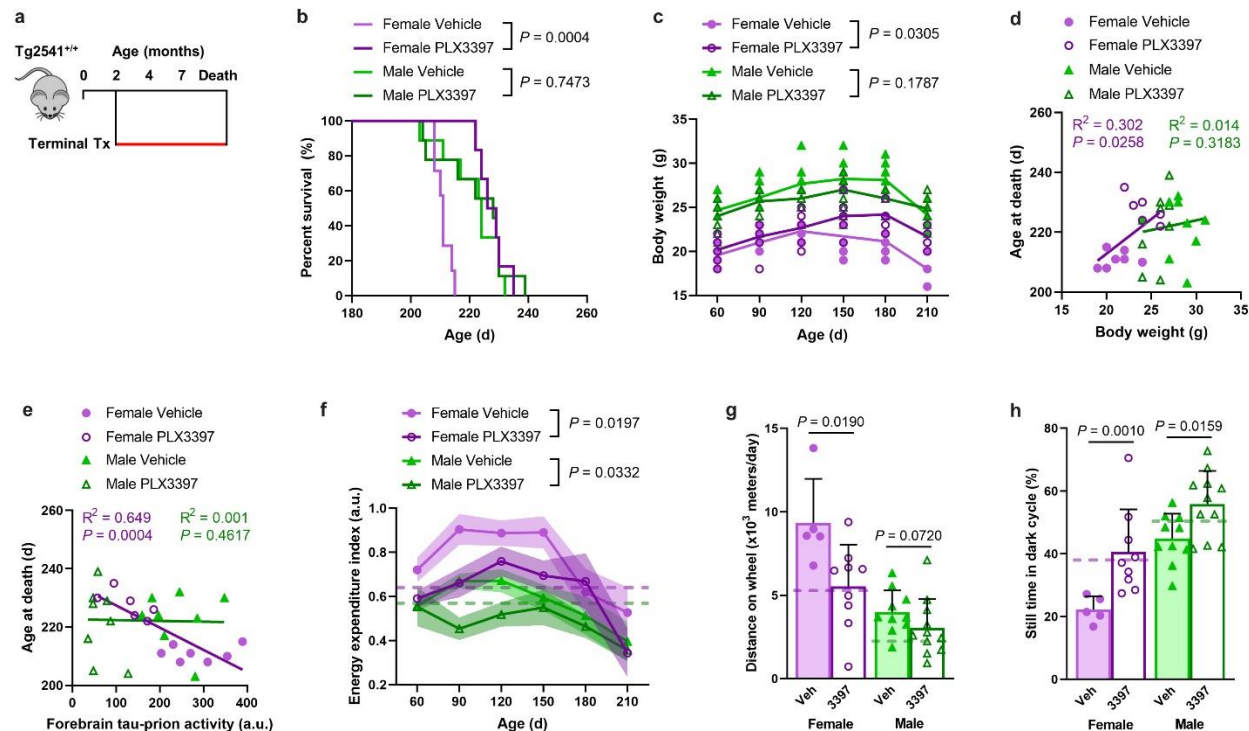 a
Tg2541+/+
Age (months)
0 2 4 7 Death
Terminal Tx
b
Female Vehicle
Female PLX3397
P = 0.0004
Male Vehicle
Male PLX3397
P = 0.7473
Percent survival (%)
100
80
60
40
20
0
180 200 220 240 260
Age (d)
c
Female Vehicle
Female PLX3397
P = 0.0305
Male Vehicle
Male PLX3397
P = 0.1787
Body weight (g)
35
30
25
20
15
60 90 120 150 180 210
Age (d)
d
Female Vehicle
Female PLX3397
Male Vehicle
Male PLX3397
R2 = 0.302 R2 = 0.014
P = 0.0258 P = 0.3183
Age at death (d)
260
240
220
200
15 20 25 30 35
Body weight (g)
e
Female Vehicle
Female PLX3397
Male Vehicle
Male PLX3397
R2 = 0.649 R2 = 0.001
P = 0.0004 P = 0.4617
Age at death (d)
260
240
220
200
0 100 200 300 400
Forebrain tau-prion activity (a.u.)
f
Female Vehicle
Female PLX3397
P = 0.0197
Male Vehicle
Male PLX3397
P = 0.0332
Energy expenditure index (a.u.)
1.0
0.8
0.6
0.4
0.2
60 90 120 150 180 210
Age (d)
g
P = 0.0190
P = 0.0720
Distance on wheel (x103 meters/day)
15
10
5
0
Veh 3397 Veh 3397
Female Male
h
P = 0.0010
P = 0.0159
Still time in dark cycle (%)
80
60
40
20
0
Veh 3397 Veh 3397
Female Male